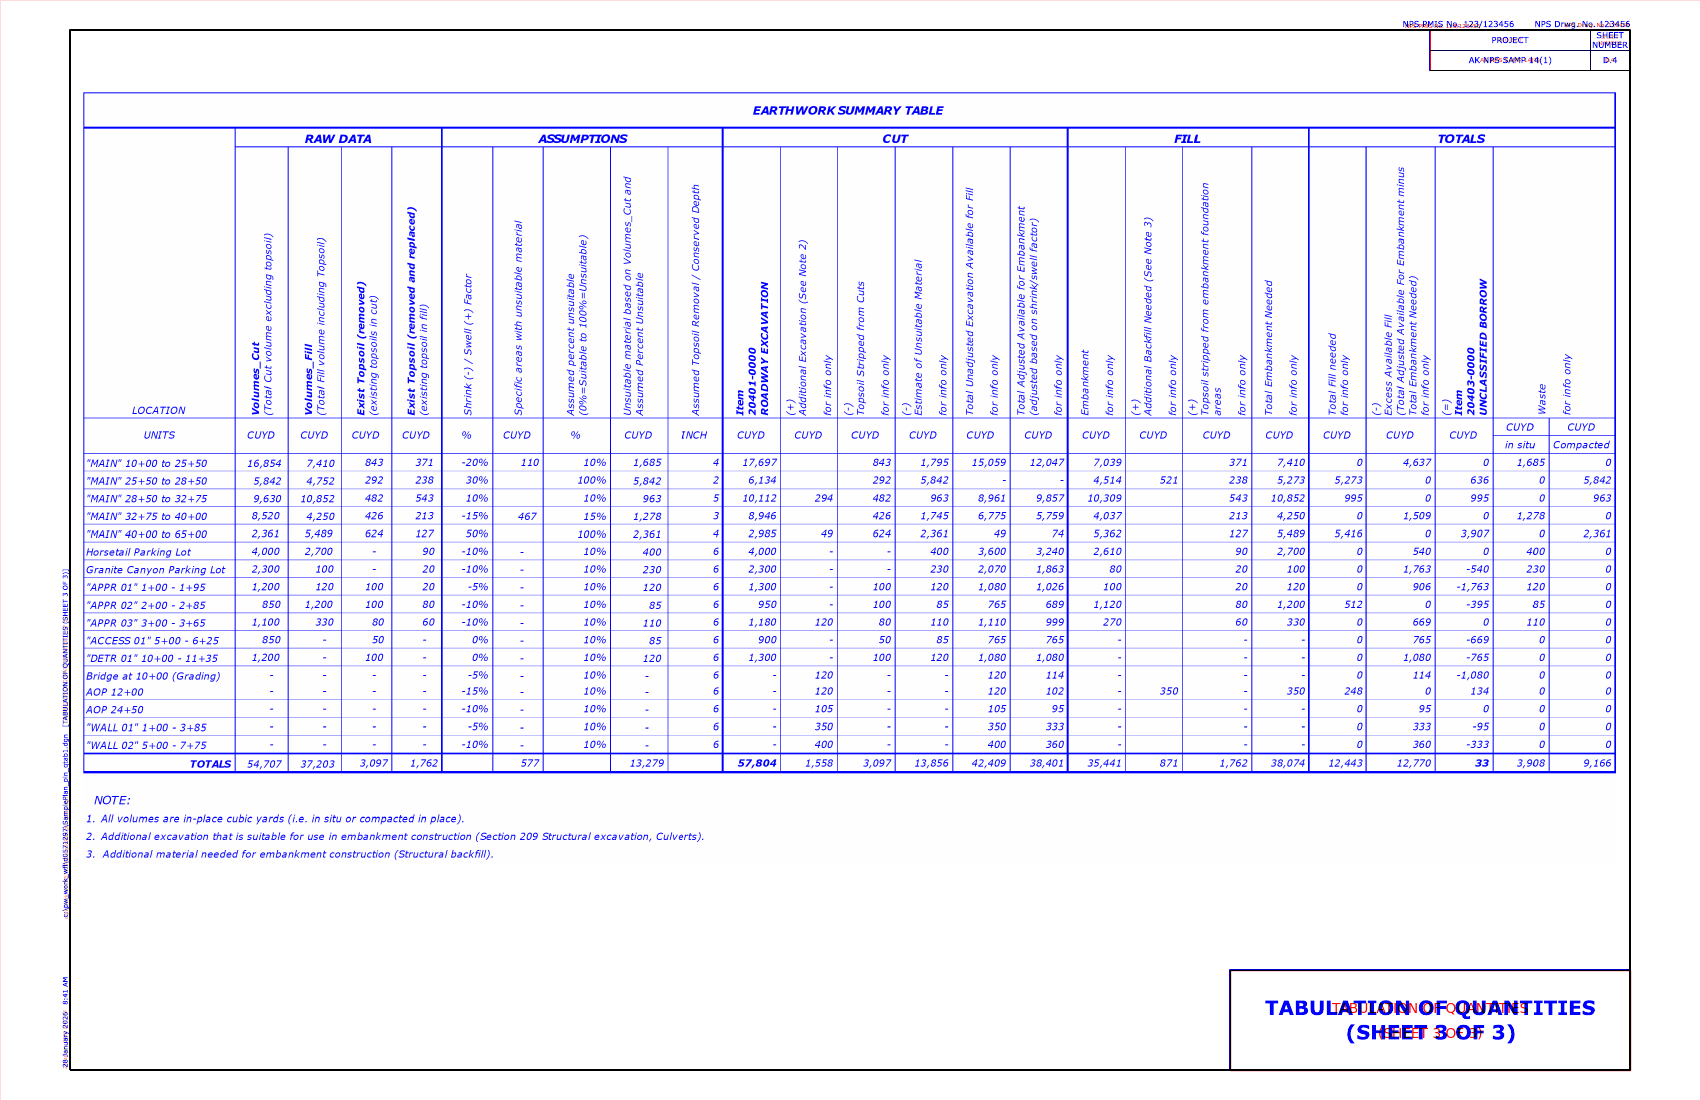 NPS PMIS No. 123/123456 NPS Drwg. No. 123456
PROJECT SHEET NUMBER
AK NPS SAMP 14(1) D.4
EARTHWORK SUMMARY TABLE
RAW DATA ASSUMPTIONS CUT FILL TOTALS
LOCATION
Volumes_Cut
(Total Cut volume excluding topsoil)
Volumes_Fill
(Total Fill volume including Topsoil)
Exist Topsoil (removed)
(existing topsoils in cut)
Exist Topsoil (removed and replaced)
(existing topsoil in fill)
Shrink (-) / Swell (+) Factor
Specific areas with unsuitable material
Assumed percent unsuitable
(0%=Suitable to 100%=Unsuitable)
Unsuitable material based on Volumes_Cut and
Assumed Percent Unsuitable
Assumed Topsoil Removal / Conserved Depth
Item
20401-0000
ROADWAY EXCAVATION
(+)
Additional Excavation (See Note 2)
for info only
(-)
Topsoil Stripped from Cuts
for info only
(-)
Estimate of Unsuitable Material
for info only
Total Unadjusted Excavation Available for Fill
for info only
Total Adjusted Available for Embankment
(adjusted based on shrink/swell factor)
for info only
Embankment
for info only
(+)
Additional Backfill Needed (See Note 3)
for info only
(+)
Topsoil stripped from embankment foundation
areas
for info only
Total Embankment Needed
for info only
Total Fill needed
for info only
(-)
Excess Available Fill
(Total Adjusted Available For Embankment minus
Total Embankment Needed)
for info only
(=)
Item
20403-0000
UNCLASSIFIED BORROW
Waste
for info only
UNITS CUYD CUYD CUYD CUYD % CUYD % CUYD INCH CUYD CUYD CUYD CUYD CUYD CUYD CUYD CUYD CUYD CUYD CUYD CUYD CUYD CUYD CUYD
in situ Compacted
"MAIN" 10+00 to 25+50 16,854 7,410 843 371 -20% 110 10% 1,685 4 17,697 843 1,795 15,059 12,047 7,039 371 7,410 0 4,637 0 1,685 0
"MAIN" 25+50 to 28+50 5,842 4,752 292 238 30% 100% 5,842 2 6,134 292 5,842 - - 4,514 521 238 5,273 5,273 0 636 0 5,842
"MAIN" 28+50 to 32+75 9,630 10,852 482 543 10% 10% 963 5 10,112 294 482 963 8,961 9,857 10,309 543 10,852 995 0 995 0 963
"MAIN" 32+75 to 40+00 8,520 4,250 426 213 -15% 467 15% 1,278 3 8,946 426 1,745 6,775 5,759 4,037 213 4,250 0 1,509 0 1,278 0
"MAIN" 40+00 to 65+00 2,361 5,489 624 127 50% 100% 2,361 4 2,985 49 624 2,361 49 74 5,362 127 5,489 5,416 0 3,907 0 2,361
Horsetail Parking Lot 4,000 2,700 - 90 -10% - 10% 400 6 4,000 - - 400 3,600 3,240 2,610 90 2,700 0 540 0 400 0
Granite Canyon Parking Lot 2,300 100 - 20 -10% - 10% 230 6 2,300 - - 230 2,070 1,863 80 20 100 0 1,763 -540 230 0
"APPR 01" 1+00 - 1+95 1,200 120 100 20 -5% - 10% 120 6 1,300 - 100 120 1,080 1,026 100 20 120 0 906 -1,763 120 0
"APPR 02" 2+00 - 2+85 850 1,200 100 80 -10% - 10% 85 6 950 - 100 85 765 689 1,120 80 1,200 512 0 -395 85 0
"APPR 03" 3+00 - 3+65 1,100 330 80 60 -10% - 10% 110 6 1,180 120 80 110 1,110 999 270 60 330 0 669 0 110 0
"ACCESS 01" 5+00 - 6+25 850 - 50 - 0% - 10% 85 6 900 - 50 85 765 765 - - - 0 765 -669 0 0
"DETR 01" 10+00 - 11+35 1,200 - 100 - 0% - 10% 120 6 1,300 - 100 120 1,080 1,080 - - - 0 1,080 -765 0 0
Bridge at 10+00 (Grading) - - - - -5% - 10% - 6 - 120 - - 120 114 - - - 0 114 -1,080 0 0
AOP 12+00 - - - - -15% - 10% - 6 - 120 - - 120 102 - 350 - 350 248 0 134 0 0
AOP 24+50 - - - - -10% - 10% - 6 - 105 - - 105 95 - - - 0 95 0 0 0
"WALL 01" 1+00 - 3+85 - - - - -5% - 10% - 6 - 350 - - 350 333 - - - 0 333 -95 0 0
"WALL 02" 5+00 - 7+75 - - - - -10% - 10% - 6 - 400 - - 400 360 - - - 0 360 -333 0 0
TOTALS 54,707 37,203 3,097 1,762 577 13,279 57,804 1,558 3,097 13,856 42,409 38,401 35,441 871 1,762 38,074 12,443 12,770 33 3,908 9,166
NOTE:
1. All volumes are in-place cubic yards (i.e. in situ or compacted in place).
2. Additional excavation that is suitable for use in embankment construction (Section 209 Structural excavation, Culverts).
3. Additional material needed for embankment construction (Structural backfill).
[TABULATION OF QUANTITIES (SHEET 3 OF 3)]
28 January 2026 8:41 AM
TABULATION OF QUANTITIES
(SHEET 3 OF 3)